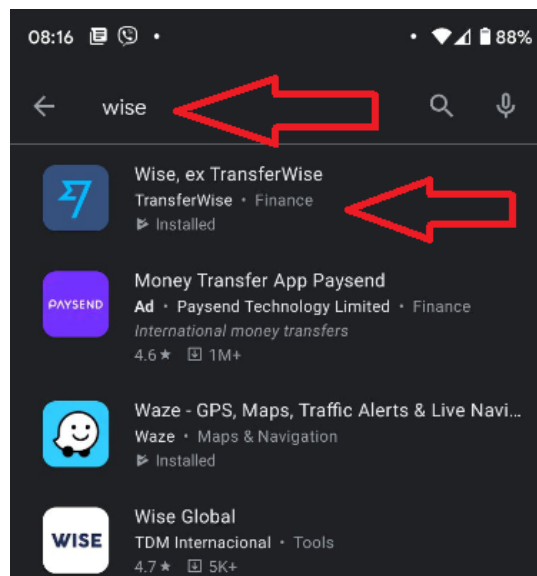 08:16 88%
wise
Wise, ex TransferWise
TransferWise • Finance
Installed
PAYSEND
Money Transfer App Paysend
Ad • Paysend Technology Limited • Finance
International money transfers
4.6★ 1M+
Waze - GPS, Maps, Traffic Alerts & Live Navi...
Waze • Maps & Navigation
Installed
WISE
Wise Global
TDM Internacional • Tools
4.7★ 5K+